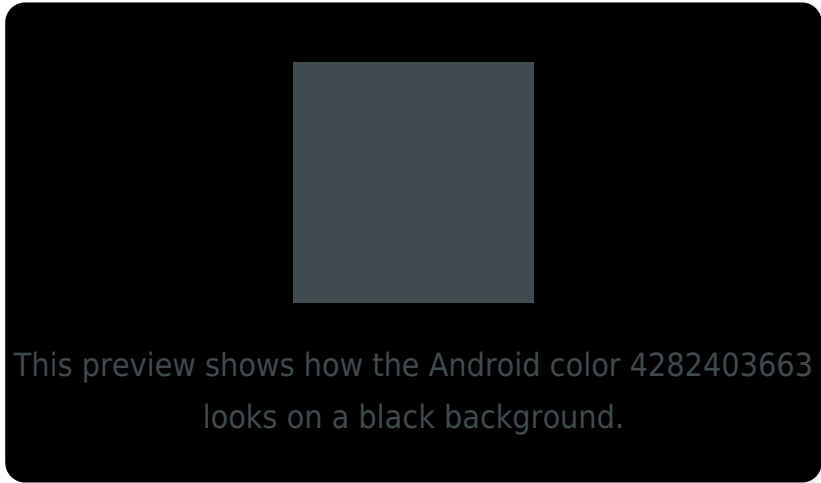 This preview shows how the Android color 4282403663
looks on a black background.